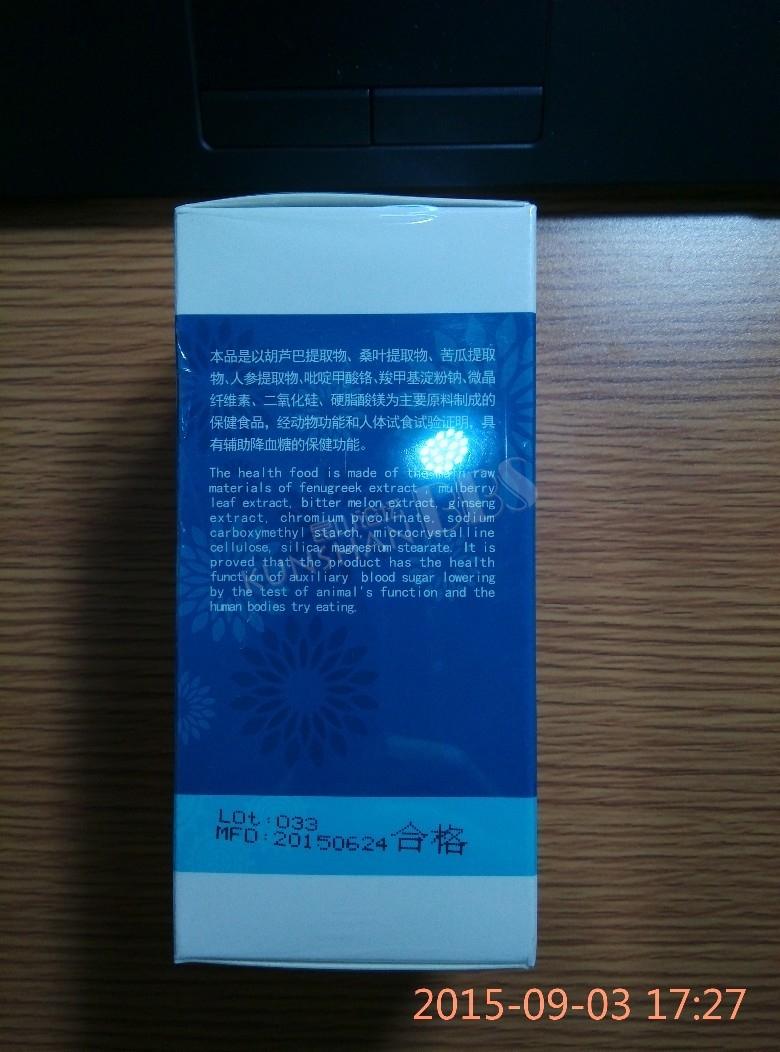 本品是以胡芦巴提取物、桑叶提取物、苦瓜提取
物、人参提取物、吡啶甲酸铬、羧甲基淀粉钠、微晶
纤维素、二氧化硅、硬脂酸镁为主要原料制成的
保健食品，经动物功能和人体试食试验证明，具
有辅助降血糖的保健功能。
The health food is made of the main raw
materials of fenugreek extract, mulberry
leaf extract, bitter melon extract, ginseng
extract, chromium picolinate, sodium
carboxymethyl starch, microcrystalline
cellulose, silica, magnesium stearate. It is
proved that the product has the health
function of auxiliary blood sugar lowering
by the test of animal's function and the
human bodies try eating.
LABS
Lot:033
MFD:20150624 合格
2015-09-03 17:27